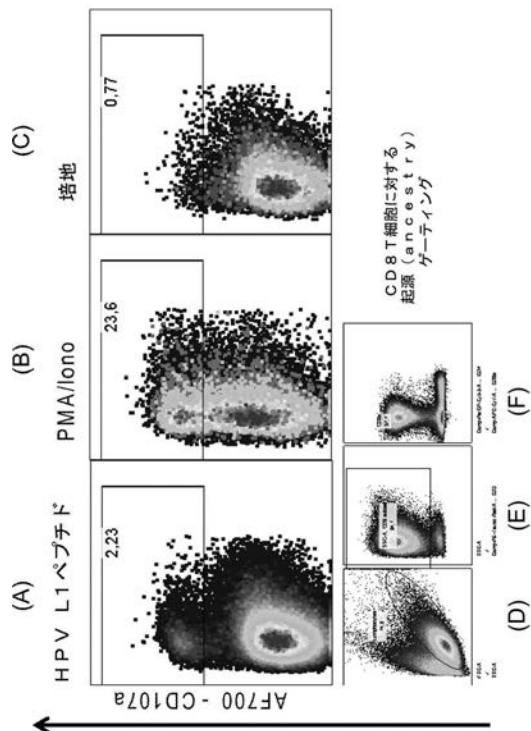 (A)
(B)
(C)
HPV L1ペプチド
PMA/Iono
培地
2,23
23,6
0,77
AF700 - CD107a
CD8T細胞に対する
起源(ancestry)
ゲーティング
(D)
(E)
(F)